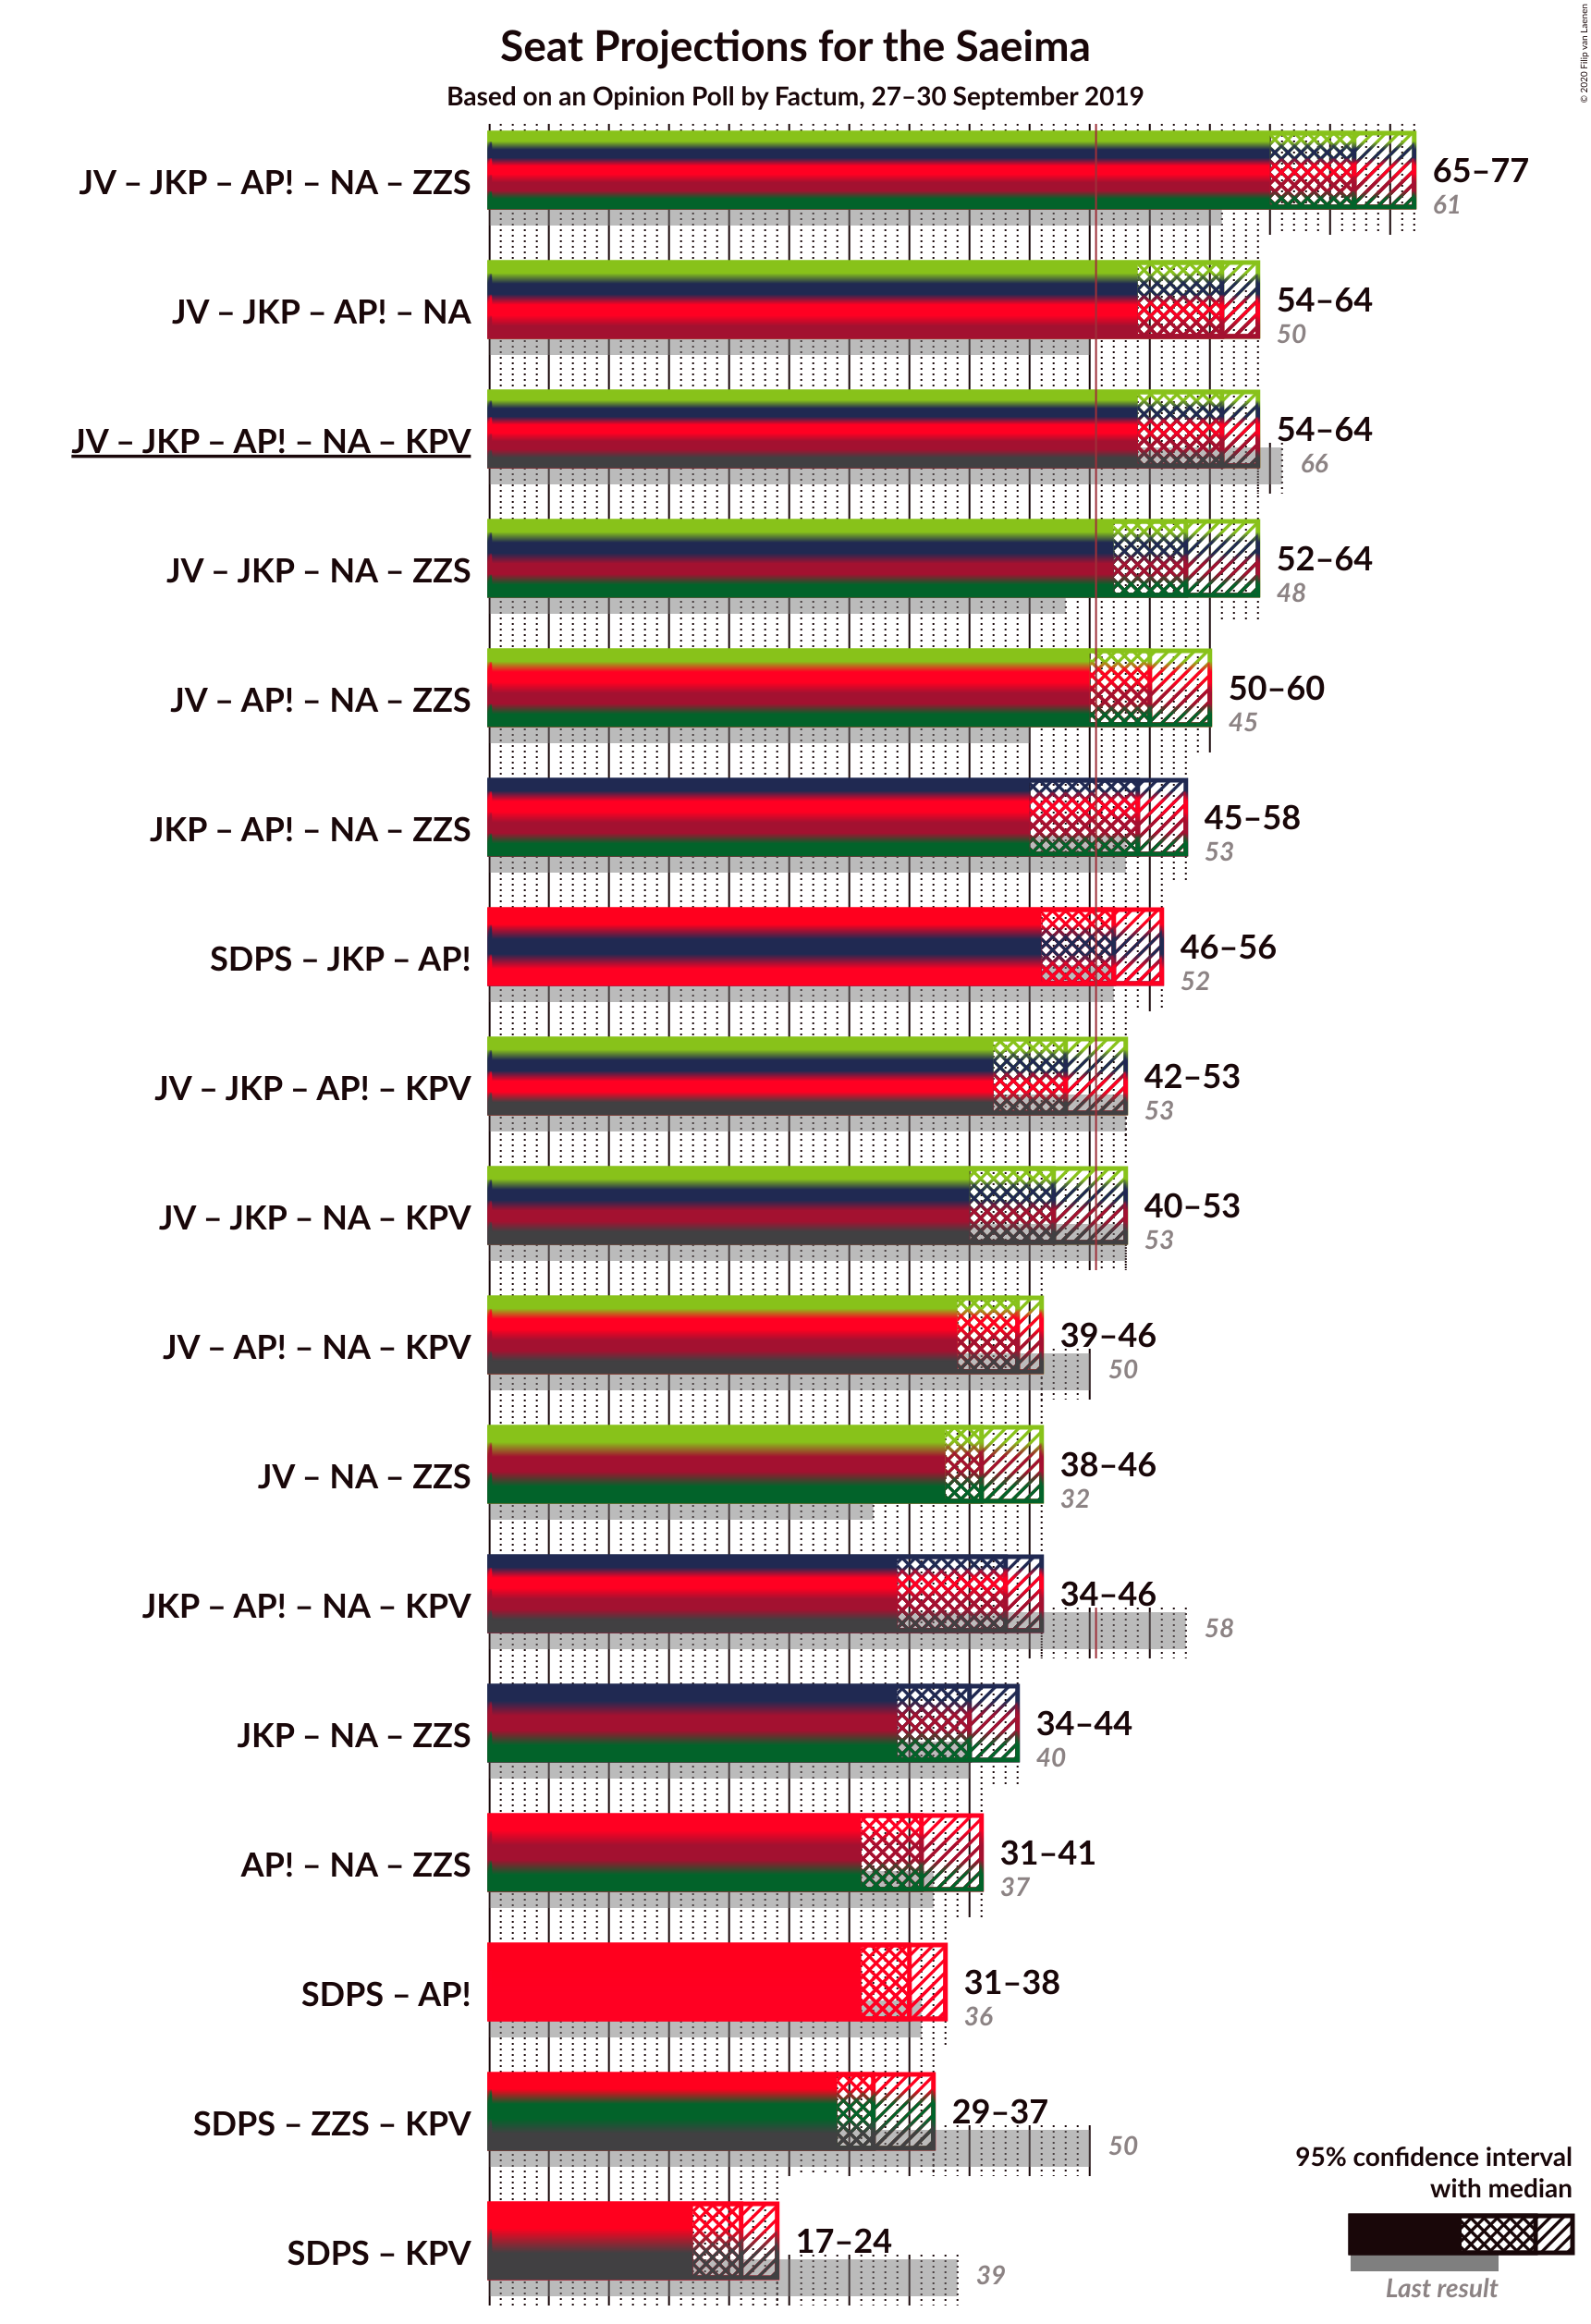 Seat Projections for the Saeima
Based on an Opinion Poll by Factum, 27–30 September 2019
© 2020 Filip van Laenen
JV – JKP – AP! – NA – ZZS
65–77
61
JV – JKP – AP! – NA
54–64
50
JV – JKP – AP! – NA – KPV
54–64
66
JV – JKP – NA – ZZS
52–64
48
JV – AP! – NA – ZZS
50–60
45
JKP – AP! – NA – ZZS
45–58
53
SDPS – JKP – AP!
46–56
52
JV – JKP – AP! – KPV
42–53
53
JV – JKP – NA – KPV
40–53
53
JV – AP! – NA – KPV
39–46
50
JV – NA – ZZS
38–46
32
JKP – AP! – NA – KPV
34–46
58
JKP – NA – ZZS
34–44
40
AP! – NA – ZZS
31–41
37
SDPS – AP!
31–38
36
SDPS – ZZS – KPV
29–37
50
SDPS – KPV
17–24
39
95% confidence interval
with median
Last result